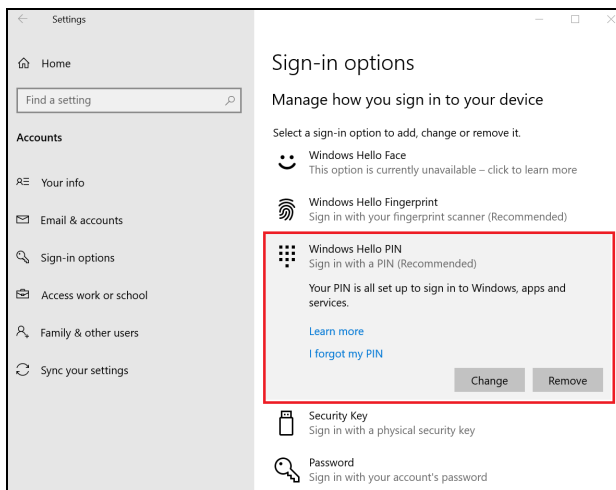 Settings
Home
Find a setting
Accounts
Your info
Email & accounts
Sign-in options
Access work or school
Family & other users
Sync your settings
Sign-in options
Manage how you sign in to your device
Select a sign-in option to add, change or remove it.
Windows Hello Face
This option is currently unavailable – click to learn more
Windows Hello Fingerprint
Sign in with your fingerprint scanner (Recommended)
Windows Hello PIN
Sign in with a PIN (Recommended)
Your PIN is all set up to sign in to Windows, apps and
services.
Learn more
I forgot my PIN
Change
Remove
Security Key
Sign in with a physical security key
Password
Sign in with your account's password